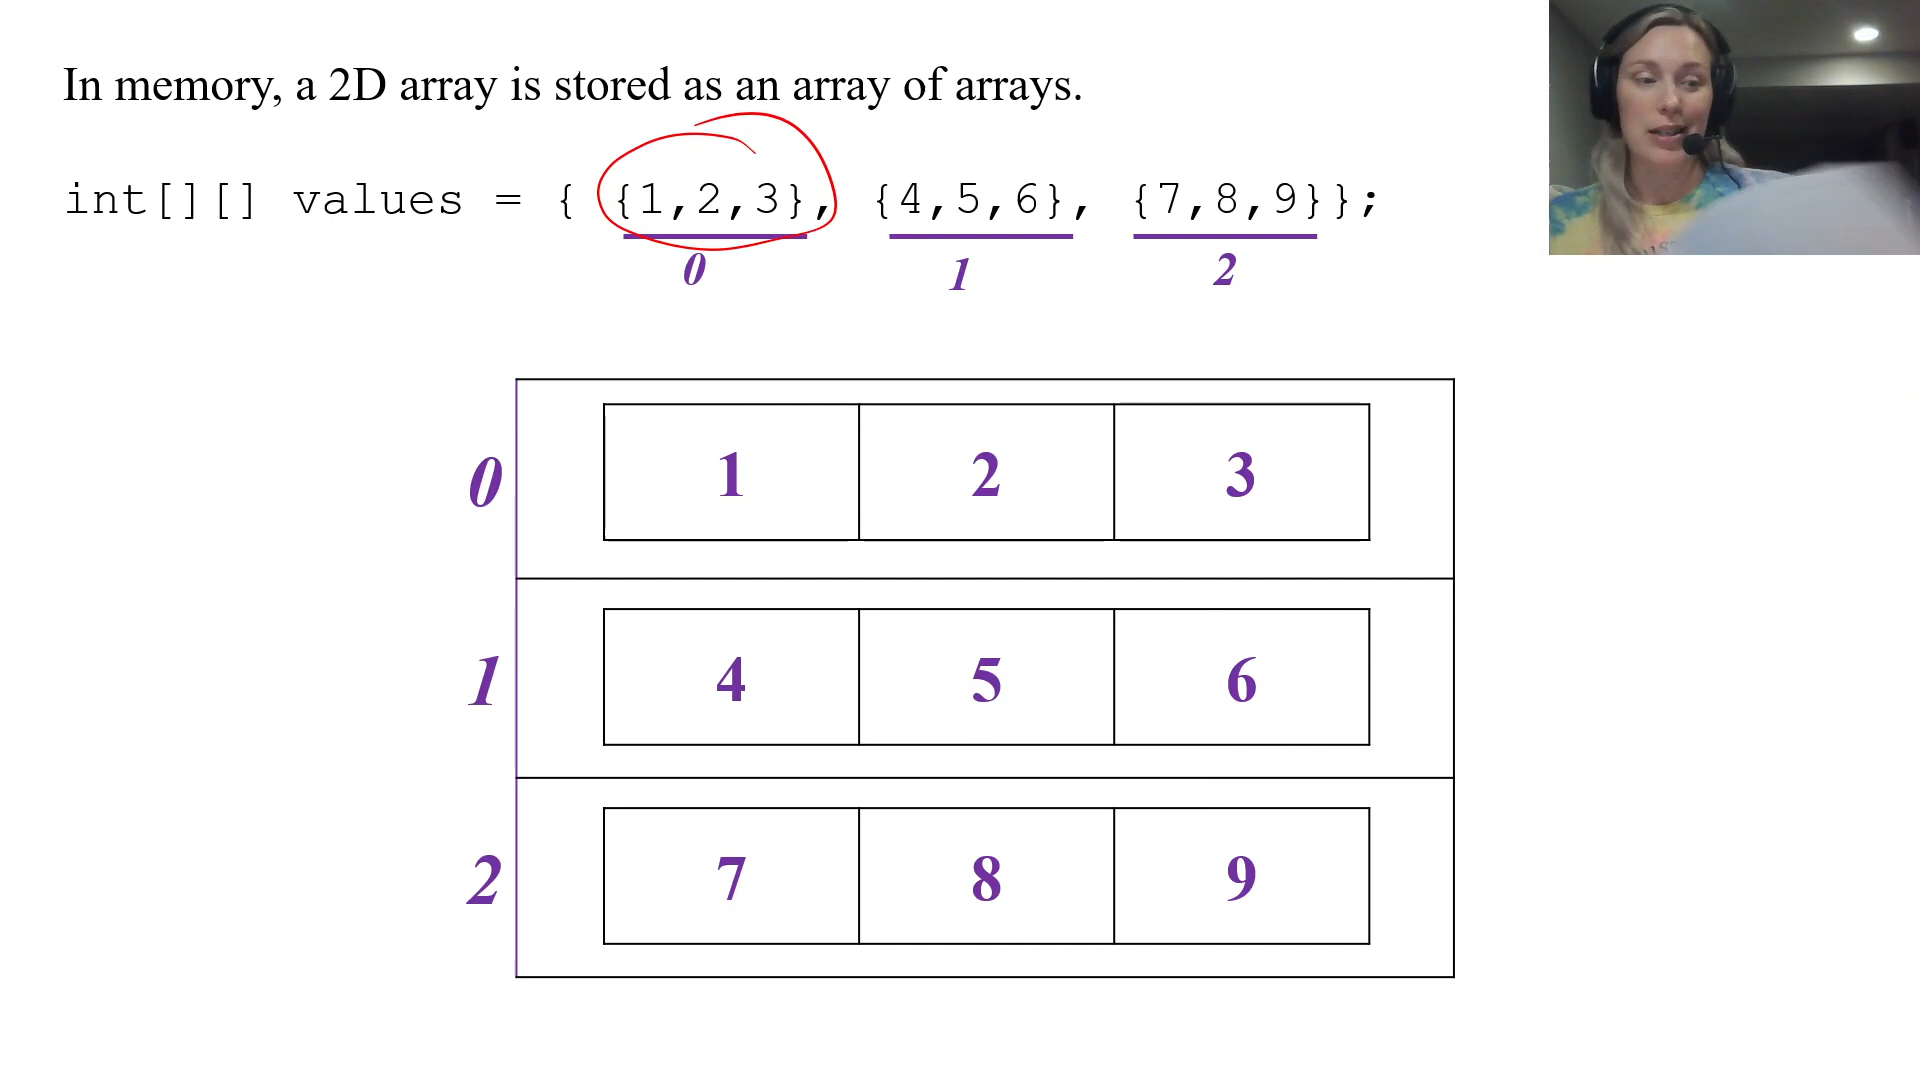 In memory, a 2D array is stored as an array of arrays.
int[][] values = { {1,2,3}, {4,5,6}, {7,8,9}};
0 1 2
0 1 2 3
1 4 5 6
2 7 8 9